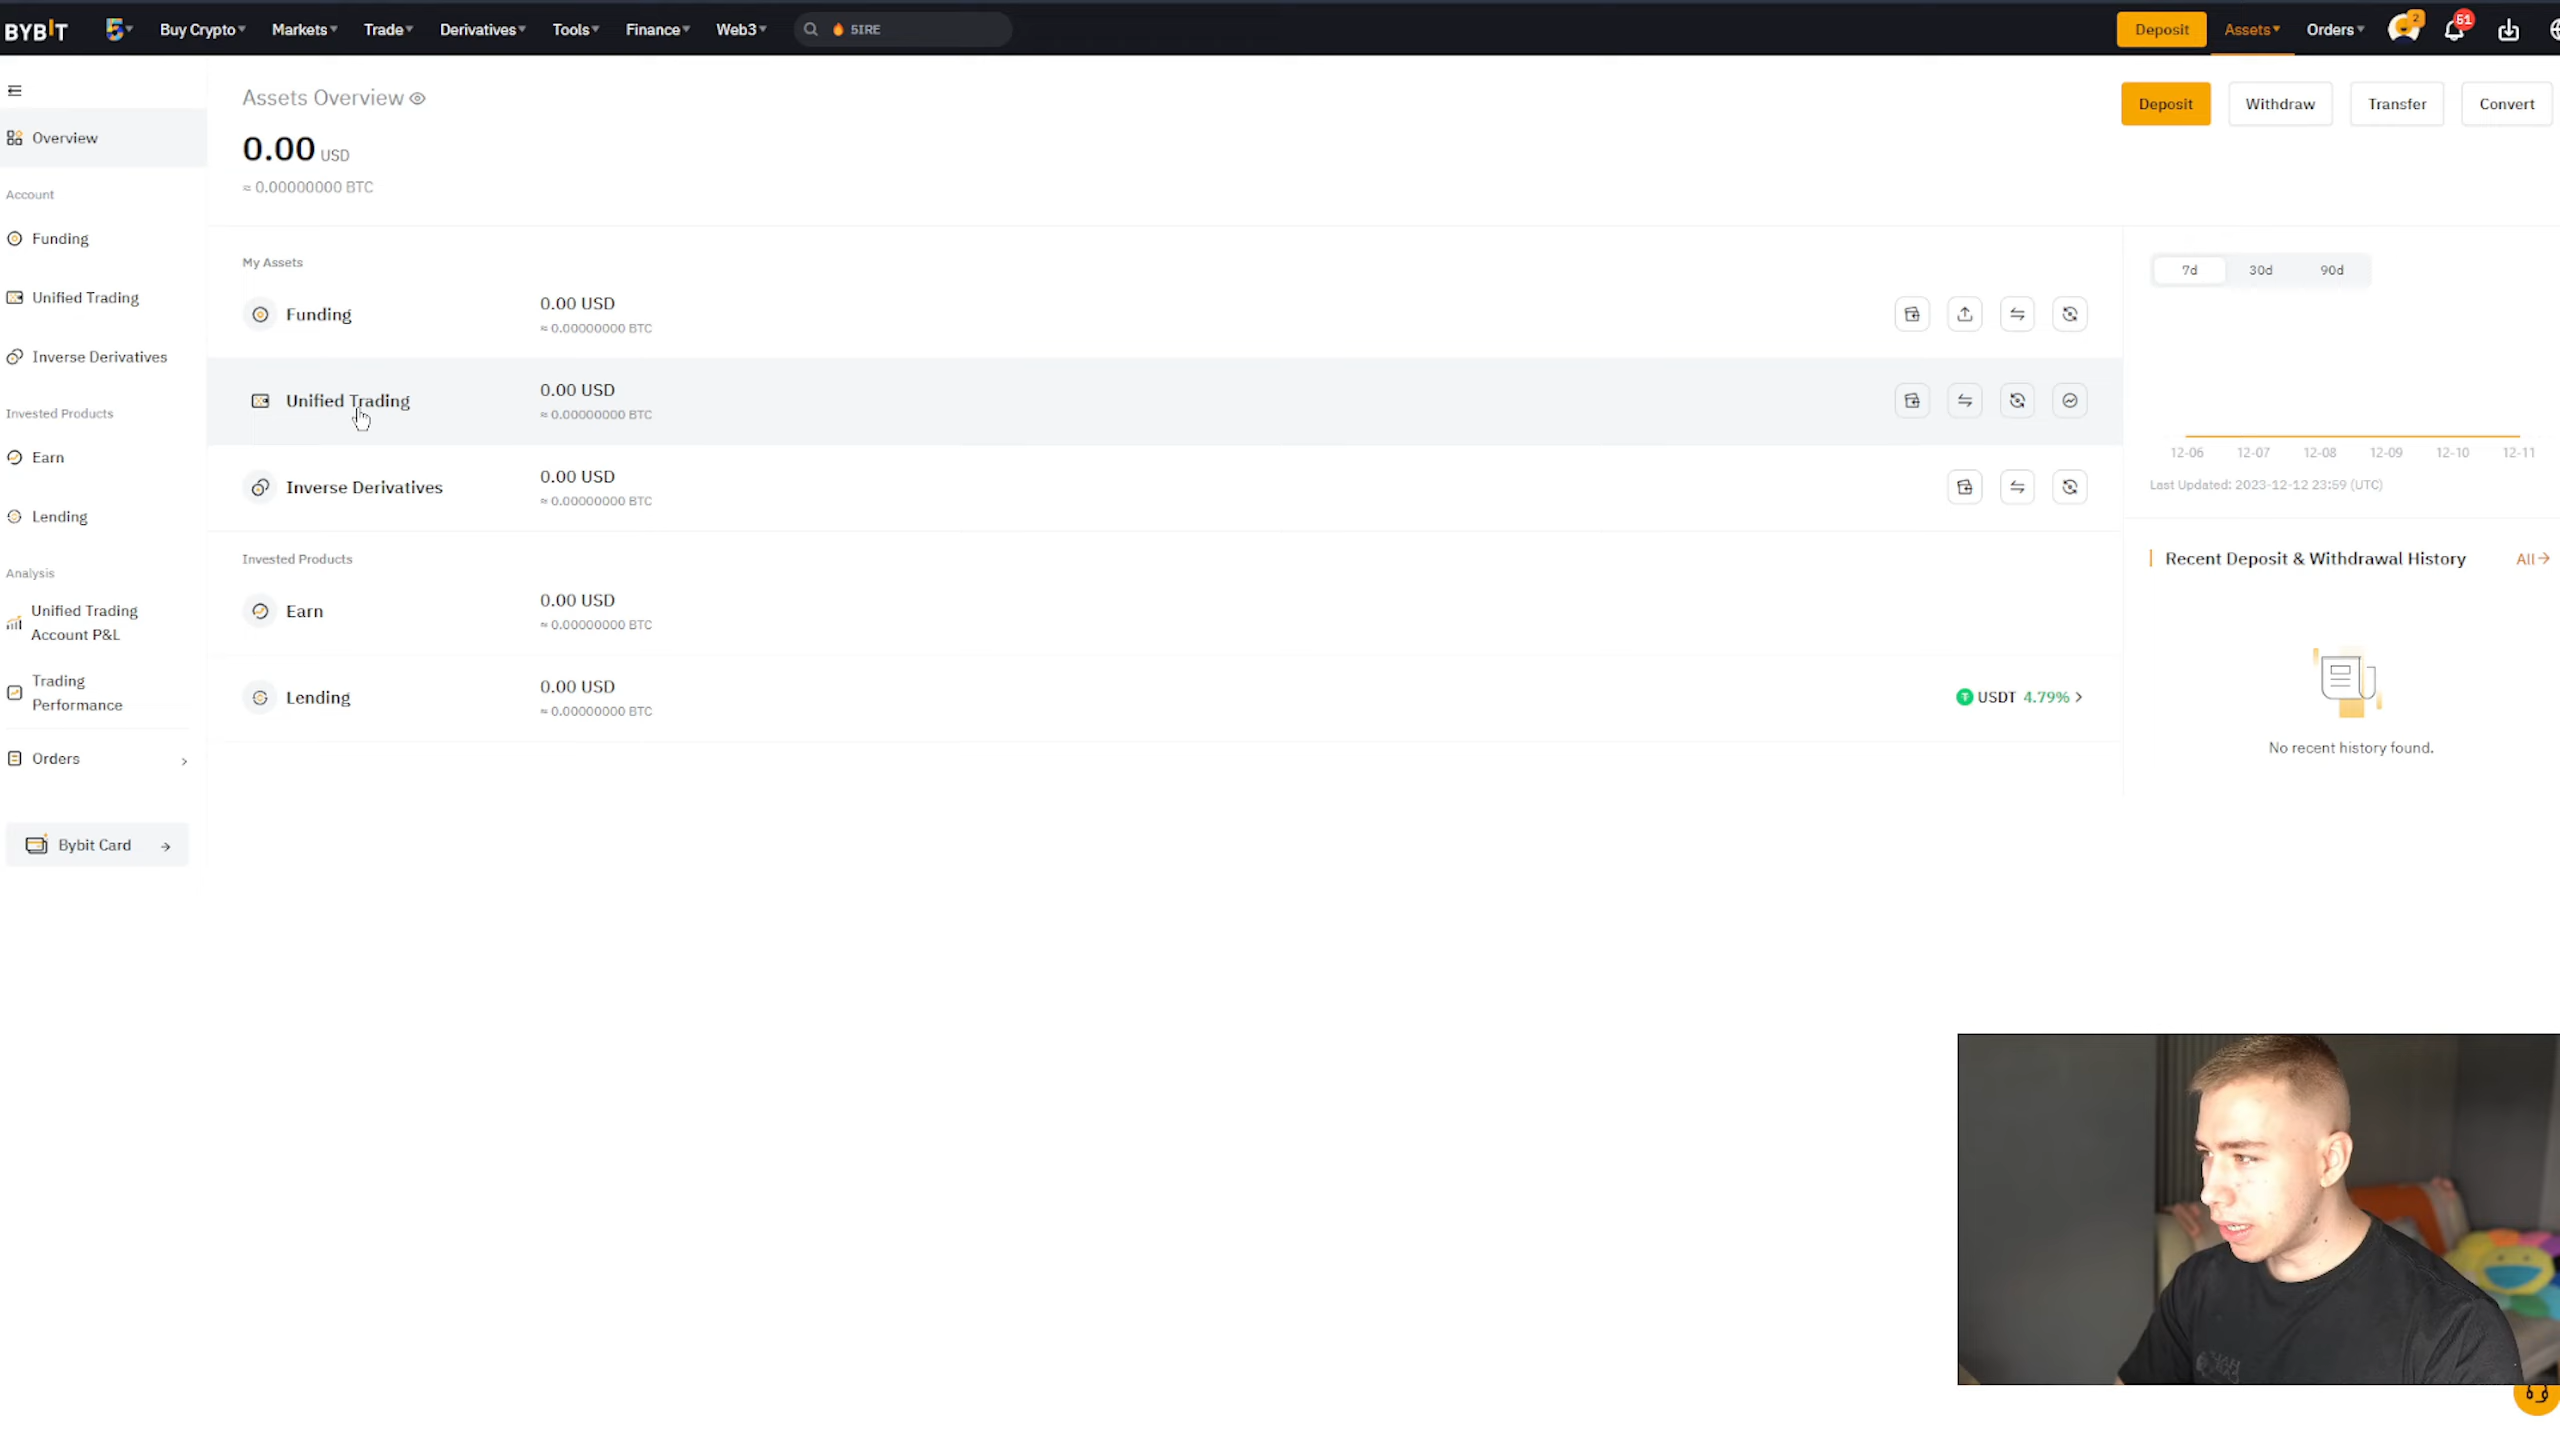 BYBIT Buy Crypto Markets Trade Derivatives Tools Finance Web3 5IRE Deposit Assets Orders 2 51
Assets Overview
0.00 USD
≈ 0.00000000 BTC
Deposit Withdraw Transfer Convert
Overview
Account
Funding
Unified Trading
Inverse Derivatives
Invested Products
Earn
Lending
Analysis
Unified Trading
Account P&L
Trading
Performance
Orders
Bybit Card
My Assets
Funding 0.00 USD
≈ 0.00000000 BTC
Unified Trading 0.00 USD
≈ 0.00000000 BTC
Inverse Derivatives 0.00 USD
≈ 0.00000000 BTC
Invested Products
Earn 0.00 USD
≈ 0.00000000 BTC
Lending 0.00 USD
≈ 0.00000000 BTC
USDT 4.79%
7d 30d 90d
12-06 12-07 12-08 12-09 12-10 12-11
Last Updated: 2023-12-12 23:59 (UTC)
Recent Deposit & Withdrawal History All
No recent history found.